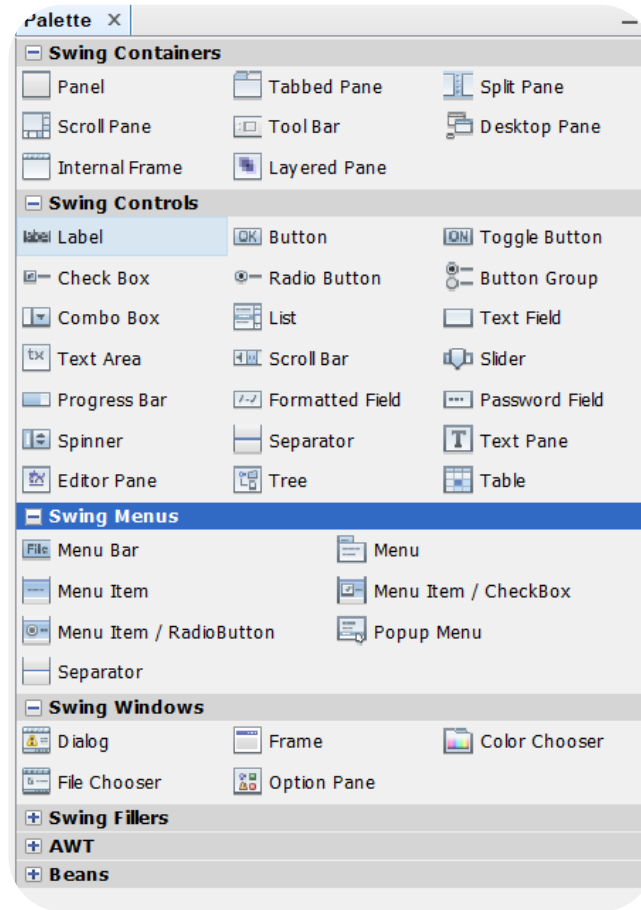 Palette
Swing Containers
Panel Tabbed Pane Split Pane
Scroll Pane Tool Bar Desktop Pane
Internal Frame Layered Pane
Swing Controls
label Label OK Button ON Toggle Button
Check Box Radio Button Button Group
Combo Box List Text Field
tx Text Area Scroll Bar Slider
Progress Bar Formatted Field Password Field
Spinner Separator T Text Pane
Editor Pane Tree Table
Swing Menus
File Menu Bar Menu
Menu Item Menu Item / CheckBox
Menu Item / RadioButton Popup Menu
Separator
Swing Windows
Dialog Frame Color Chooser
File Chooser Option Pane
Swing Fillers
AWT
Beans